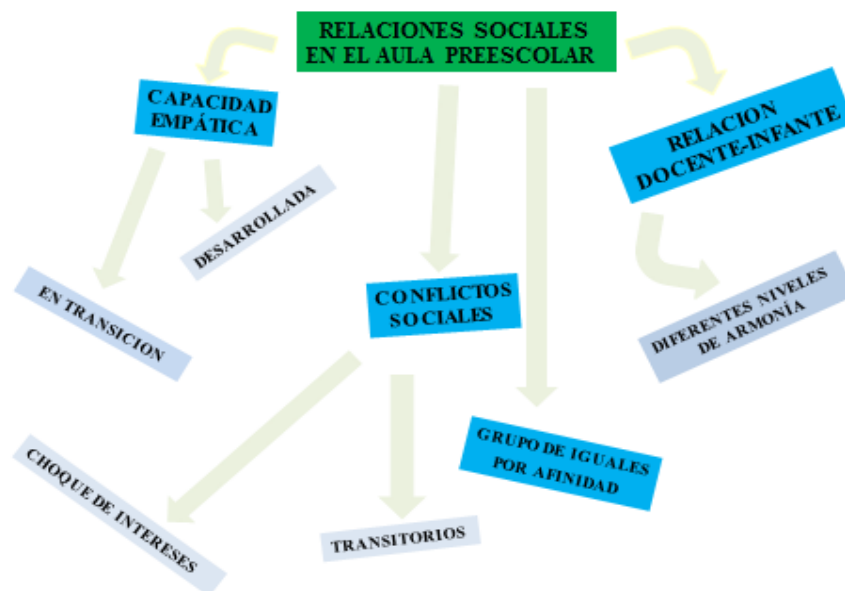 RELACIONES SOCIALES
EN EL AULA PREESCOLAR
CAPACIDAD
EMPÁTICA
RELACION
DOCENTE-INFANTE
DESARROLLADA
EN TRANSICION
CONFLICTOS
SOCIALES
DIFERENTES NIVELES
DE ARMONÍA
GRUPO DE IGUALES
POR AFINIDAD
CHOQUE DE INTERESES
TRANSITORIOS